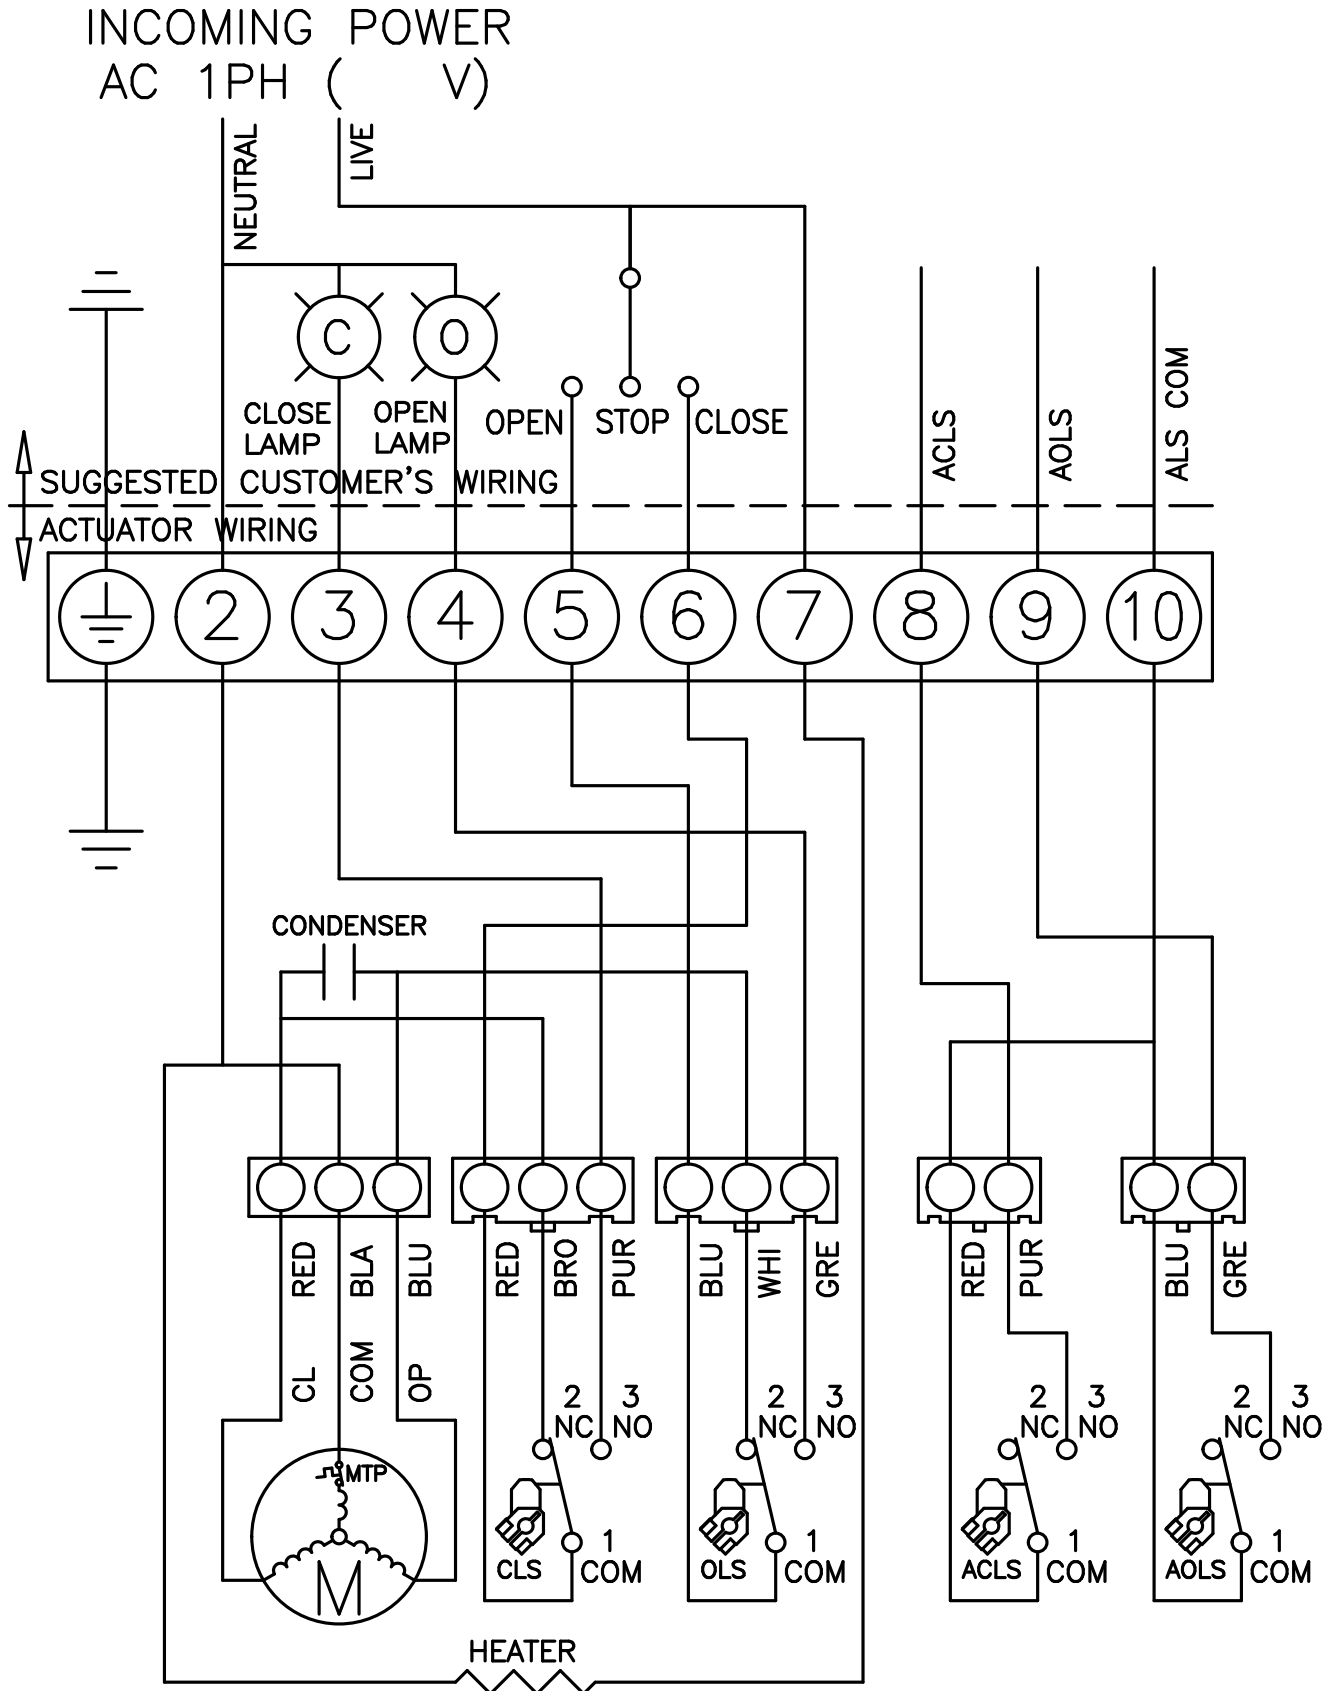 INCOMING POWER
AC 1PH ( V)
NEUTRAL
LIVE
C O
CLOSE LAMP
OPEN LAMP
OPEN STOP CLOSE
ACLS
AOLS
ALS COM
SUGGESTED CUSTOMER'S WIRING
ACTUATOR WIRING
2 3 4 5 6 7 8 9 10
CONDENSER
RED BLA BLU RED BRO PUR BLU WHI GRE RED PUR BLU GRE
CL COM OP
2 3 2 3 2 3 2 3
NC NO NC NO NC NO NC NO
MTP
M
1 1 1 1
CLS COM OLS COM ACLS COM AOLS COM
HEATER